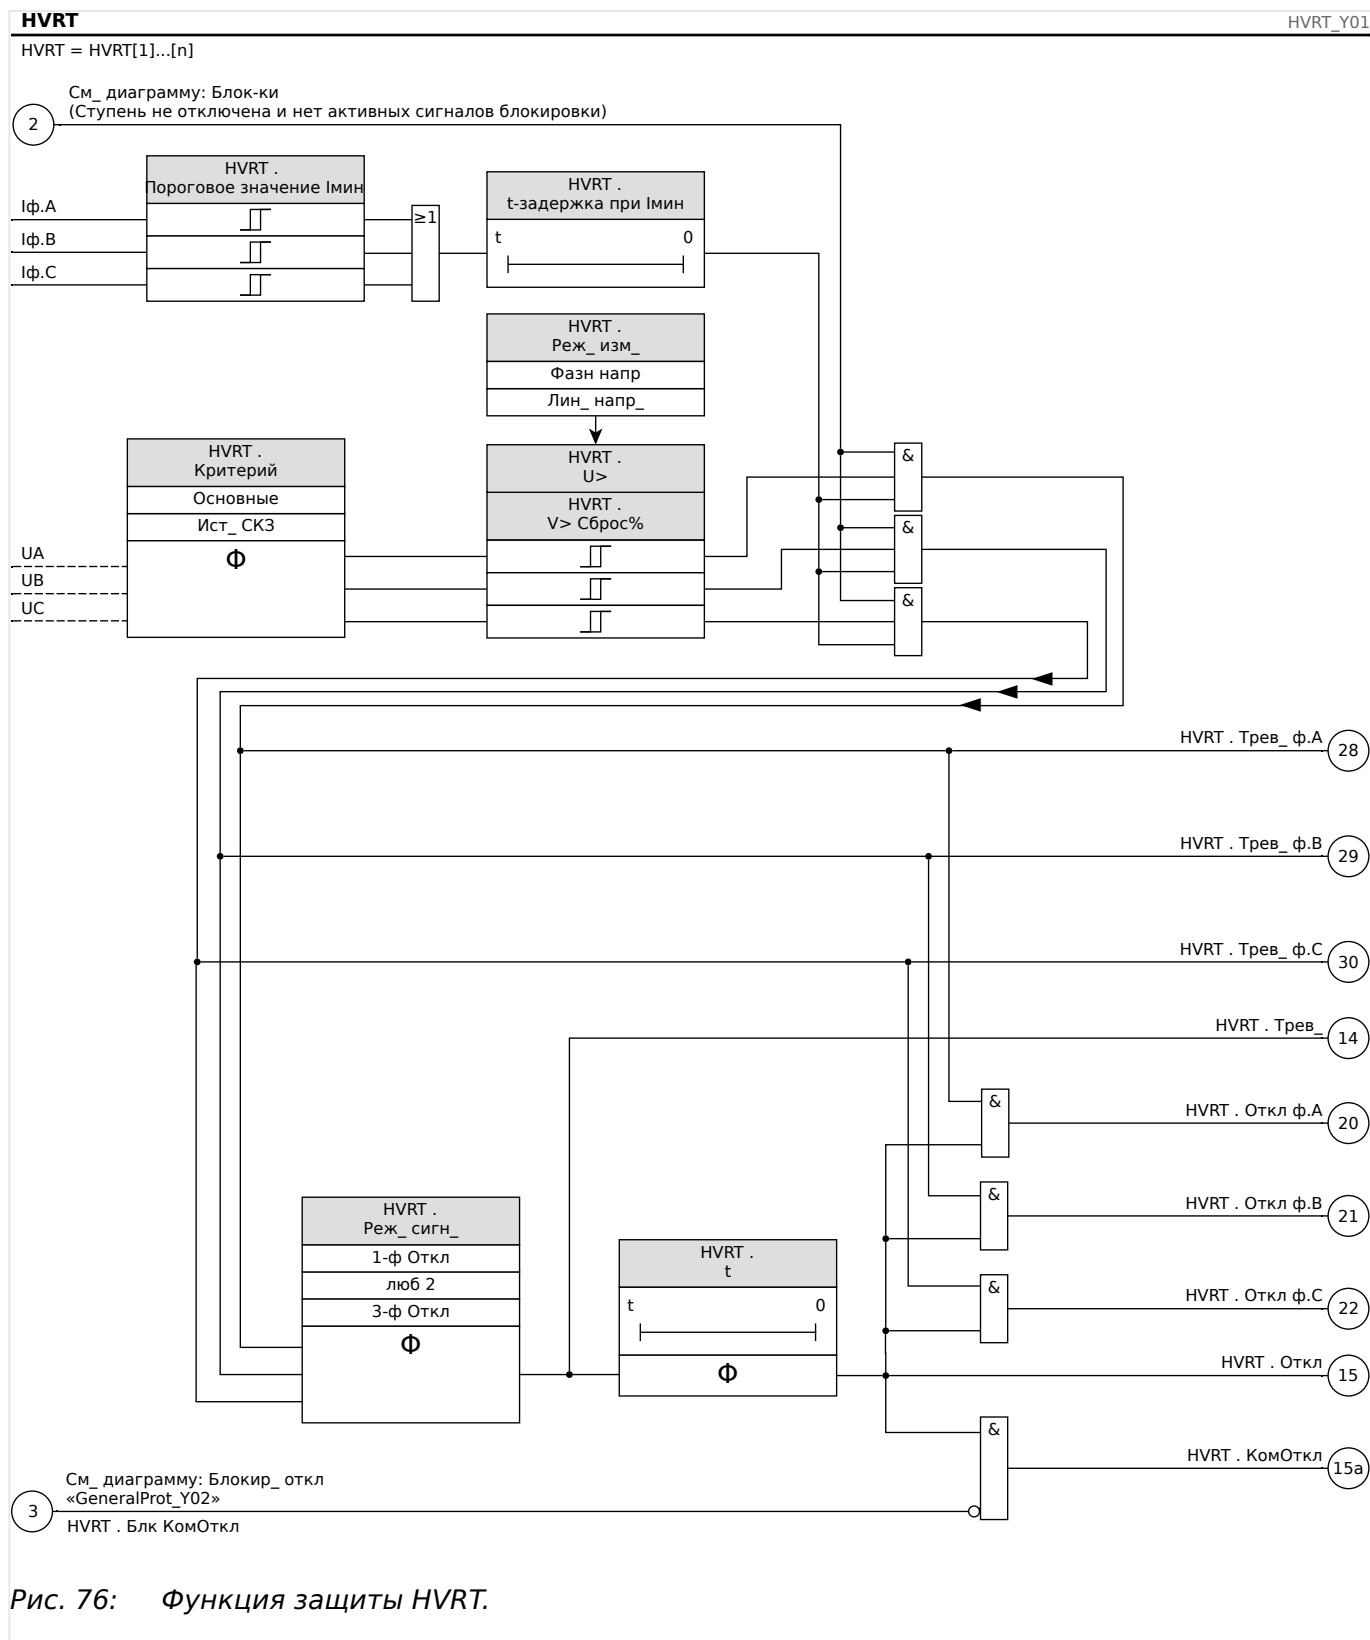 HVRT
HVRT_Y01
HVRT = HVRT[1]...[n]
См_ диаграмму: Блок-ки
(Ступень не отключена и нет активных сигналов блокировки)
2
HVRT .
Пороговое значение Iмин
Iф.A
Iф.B
Iф.C
≥1
HVRT .
t-задержка при Iмин
t
0
HVRT .
Реж_ изм_
Фазн напр
Лин_ напр_
HVRT .
Критерий
Основные
Ист_ СКЗ
Φ
UA
UB
UC
HVRT .
U>
HVRT .
V> Сброс%
&
&
&
HVRT . Трев_ ф.A
28
HVRT . Трев_ ф.B
29
HVRT . Трев_ ф.C
30
HVRT . Трев_
14
&
HVRT . Откл ф.A
20
&
HVRT . Откл ф.B
21
&
HVRT . Откл ф.C
22
HVRT .
Реж_ сигн_
1-ф Откл
люб 2
3-ф Откл
Φ
HVRT .
t
t
0
Φ
HVRT . Откл
15
&
HVRT . КомОткл
15a
См_ диаграмму: Блокир_ откл
«GeneralProt_Y02»
3
HVRT . Блк КомОткл
Рис. 76: Функция защиты HVRT.